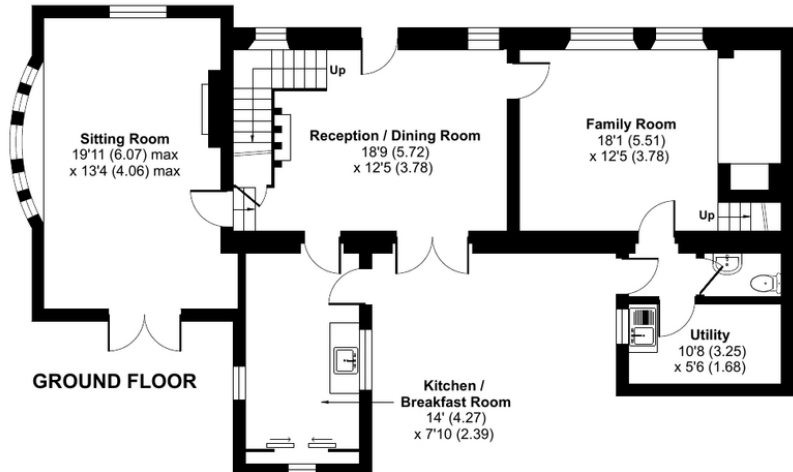 Sitting Room
19'11 (6.07) max
x 13'4 (4.06) max
Up
Reception / Dining Room
18'9 (5.72)
x 12'5 (3.78)
Family Room
18'1 (5.51)
x 12'5 (3.78)
Up
Utility
10'8 (3.25)
x 5'6 (1.68)
Kitchen /
Breakfast Room
14' (4.27)
x 7'10 (2.39)
GROUND FLOOR